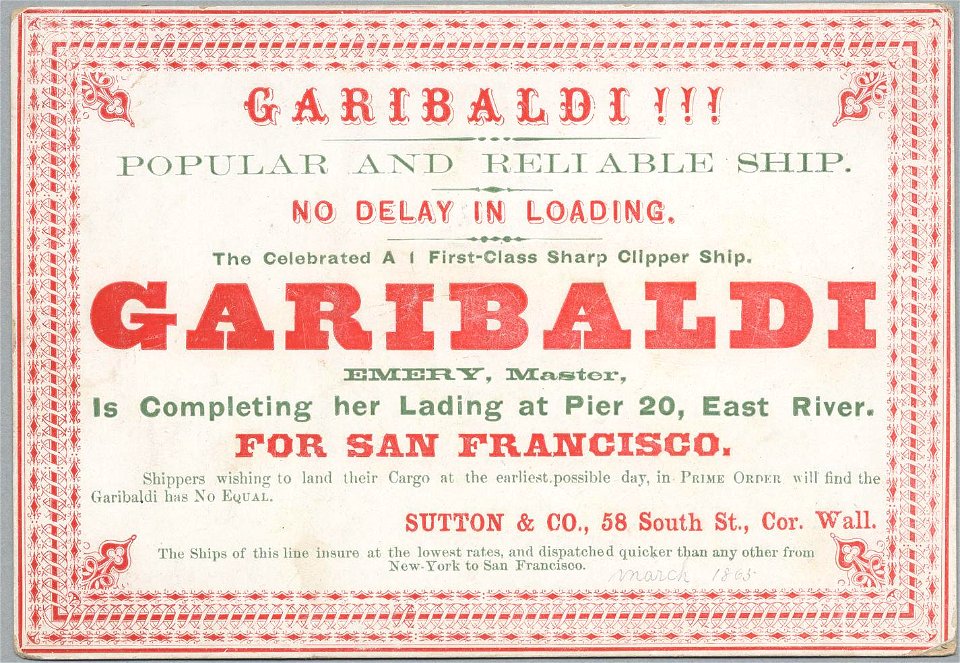 GARIBALDI!!!
POPULAR AND RELIABLE SHIP.
NO DELAY IN LOADING.
The Celebrated A 1 First-Class Sharp Clipper Ship.
GARIBALDI
EMERY, Master,
Is Completing her Lading at Pier 20, East River.
FOR SAN FRANCISCO.
Shippers wishing to land their Cargo at the earliest possible day, in PRIME ORDER will find the
Garibaldi has NO EQUAL.
SUTTON & CO., 58 South St., Cor. Wall.
The Ships of this line insure at the lowest rates, and dispatched quicker than any other from
New-York to San Francisco.
march 1865